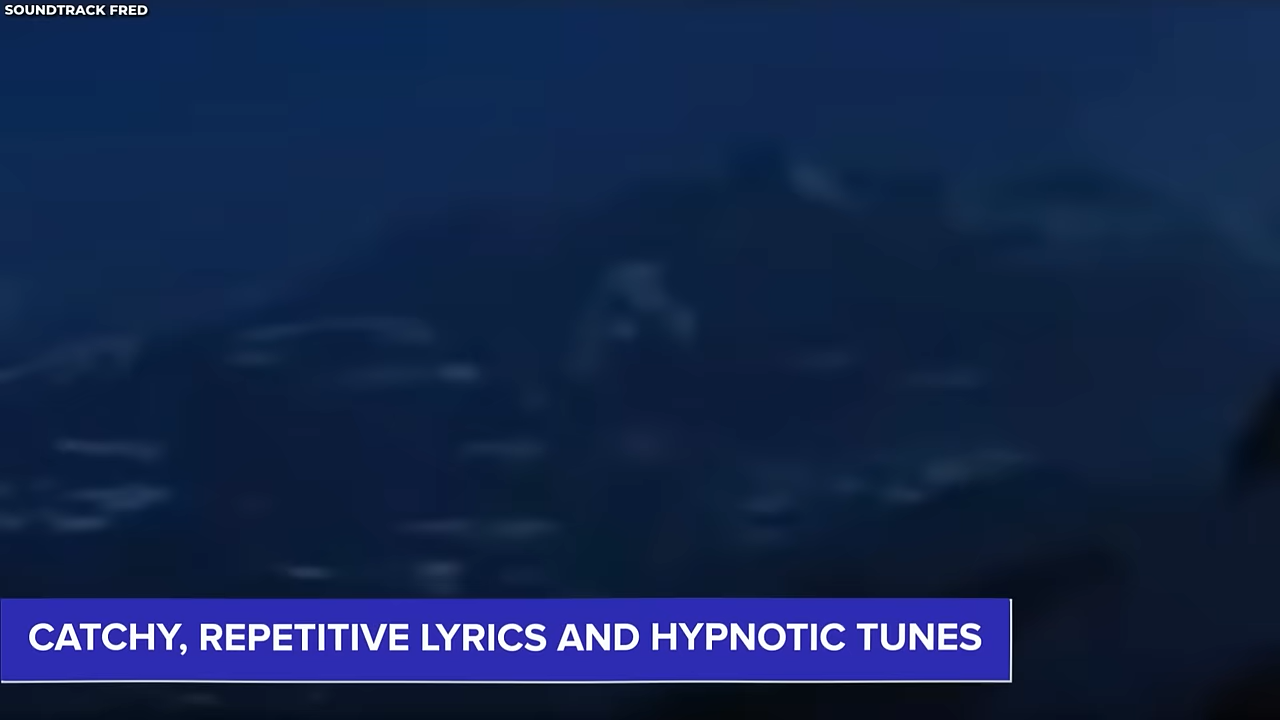 SOUNDTRACK FRED
CATCHY, REPETITIVE LYRICS AND HYPNOTIC TUNES